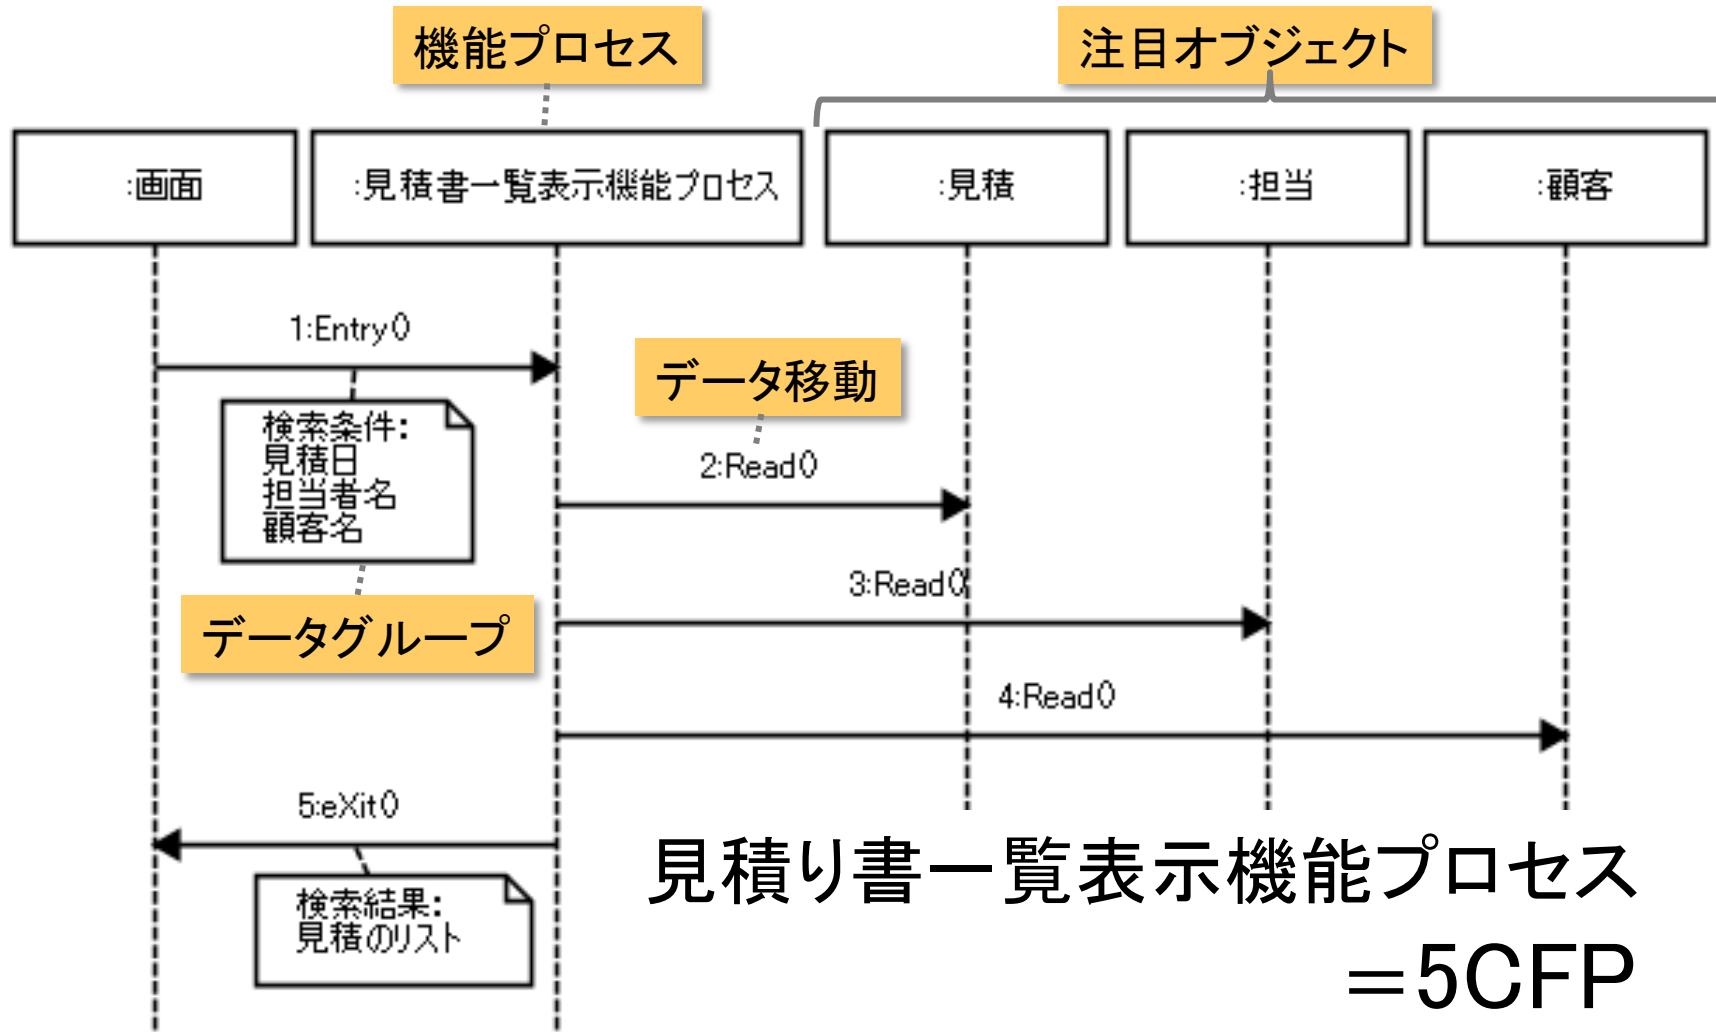 機能プロセス
注目オブジェクト
:画面
:見積書一覧表示機能プロセス
:見積
:担当
:顧客
1:Entry()
検索条件:
見積日
担当者名
顧客名
データ移動
2:Read()
3:Read()
データグループ
4:Read()
5:eXit()
検索結果:
見積のリスト
見積り書一覧表示機能プロセス
＝5CFP